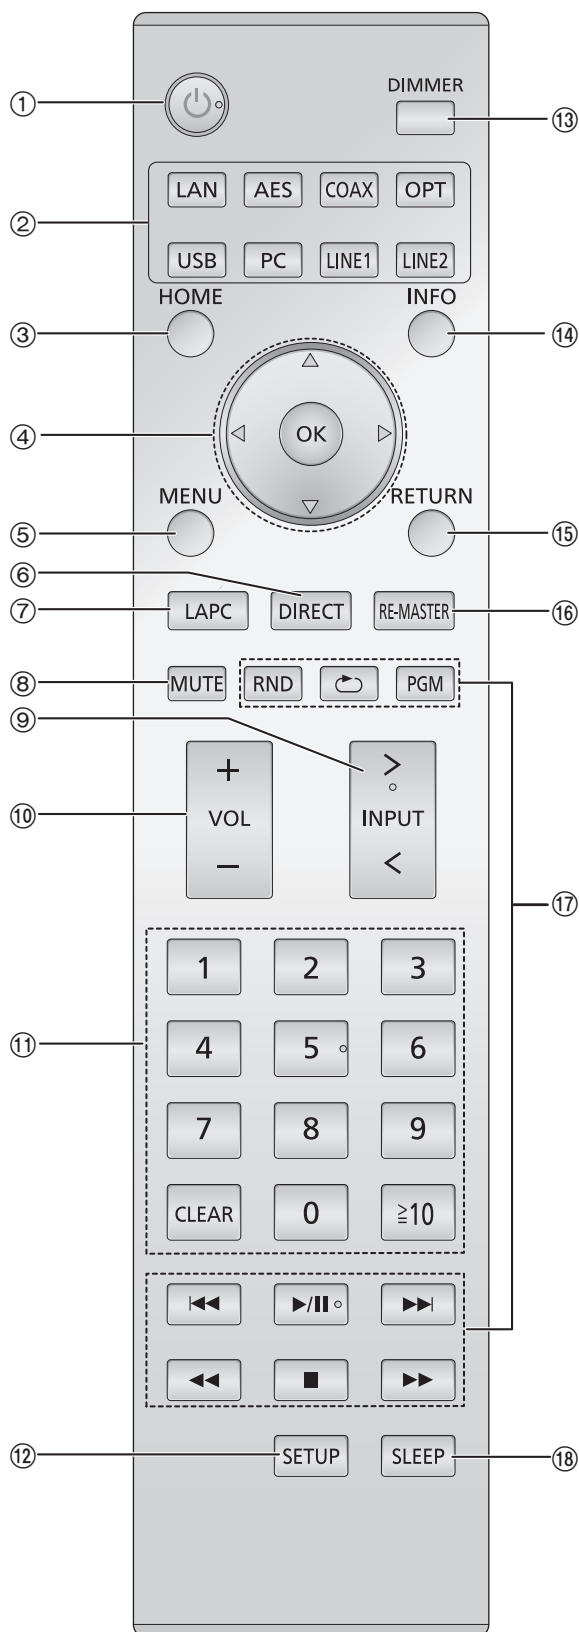 ① DIMMER ⑬
LAN AES COAX OPT
②
USB PC LINE1 LINE2
HOME INFO
③ ⑭
④ OK
MENU RETURN
⑤ ⑮
⑥
⑦ LAPC DIRECT RE-MASTER ⑯
⑧ MUTE RND PGM
⑨
+ >
⑩ VOL INPUT
− <
⑰
1 2 3
⑪ 4 5 6
7 8 9
CLEAR 0 ≧10
⑫ SETUP SLEEP ⑱